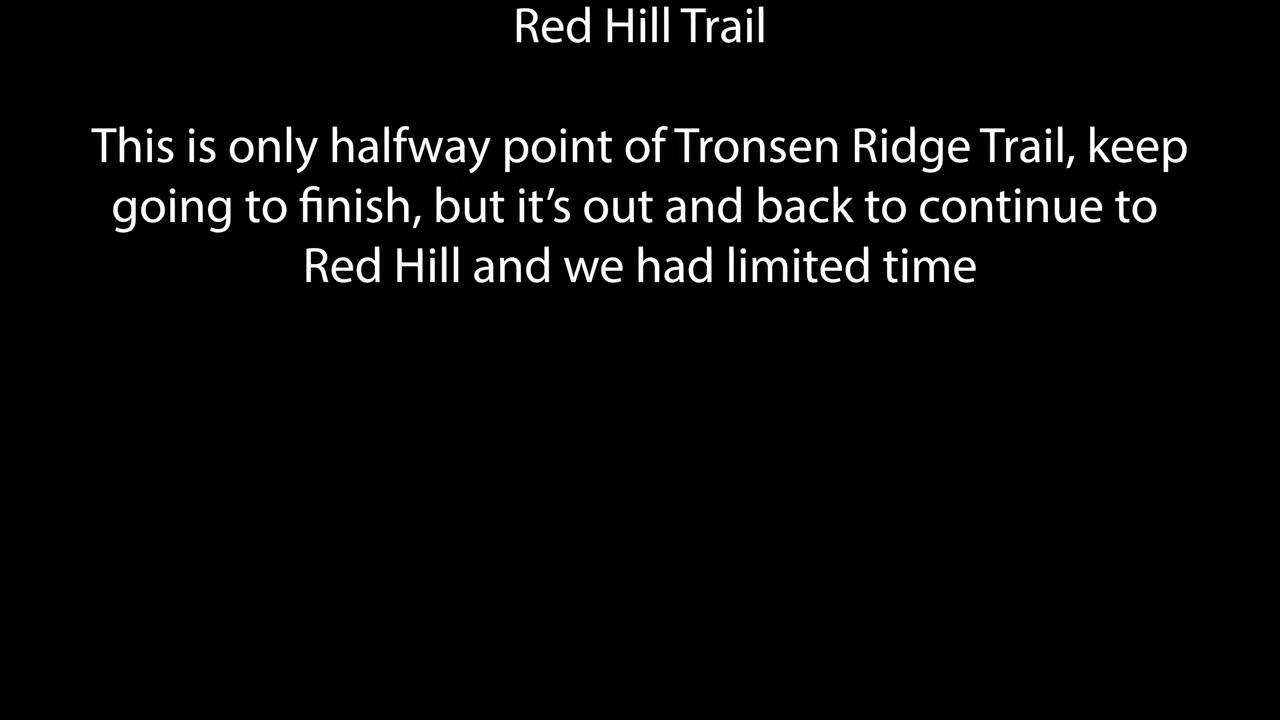 Red Hill Trail
This is only halfway point of Tronsen Ridge Trail, keep
going to finish, but it’s out and back to continue to
Red Hill and we had limited time